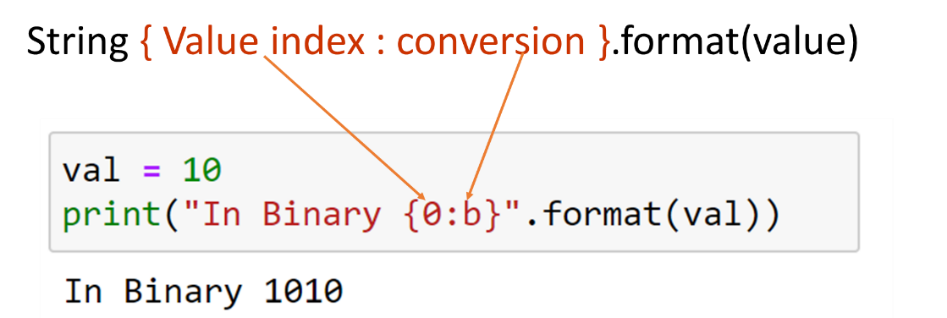 String { Value index : conversion }.format(value)
val = 10
print("In Binary {0:b}".format(val))
In Binary 1010